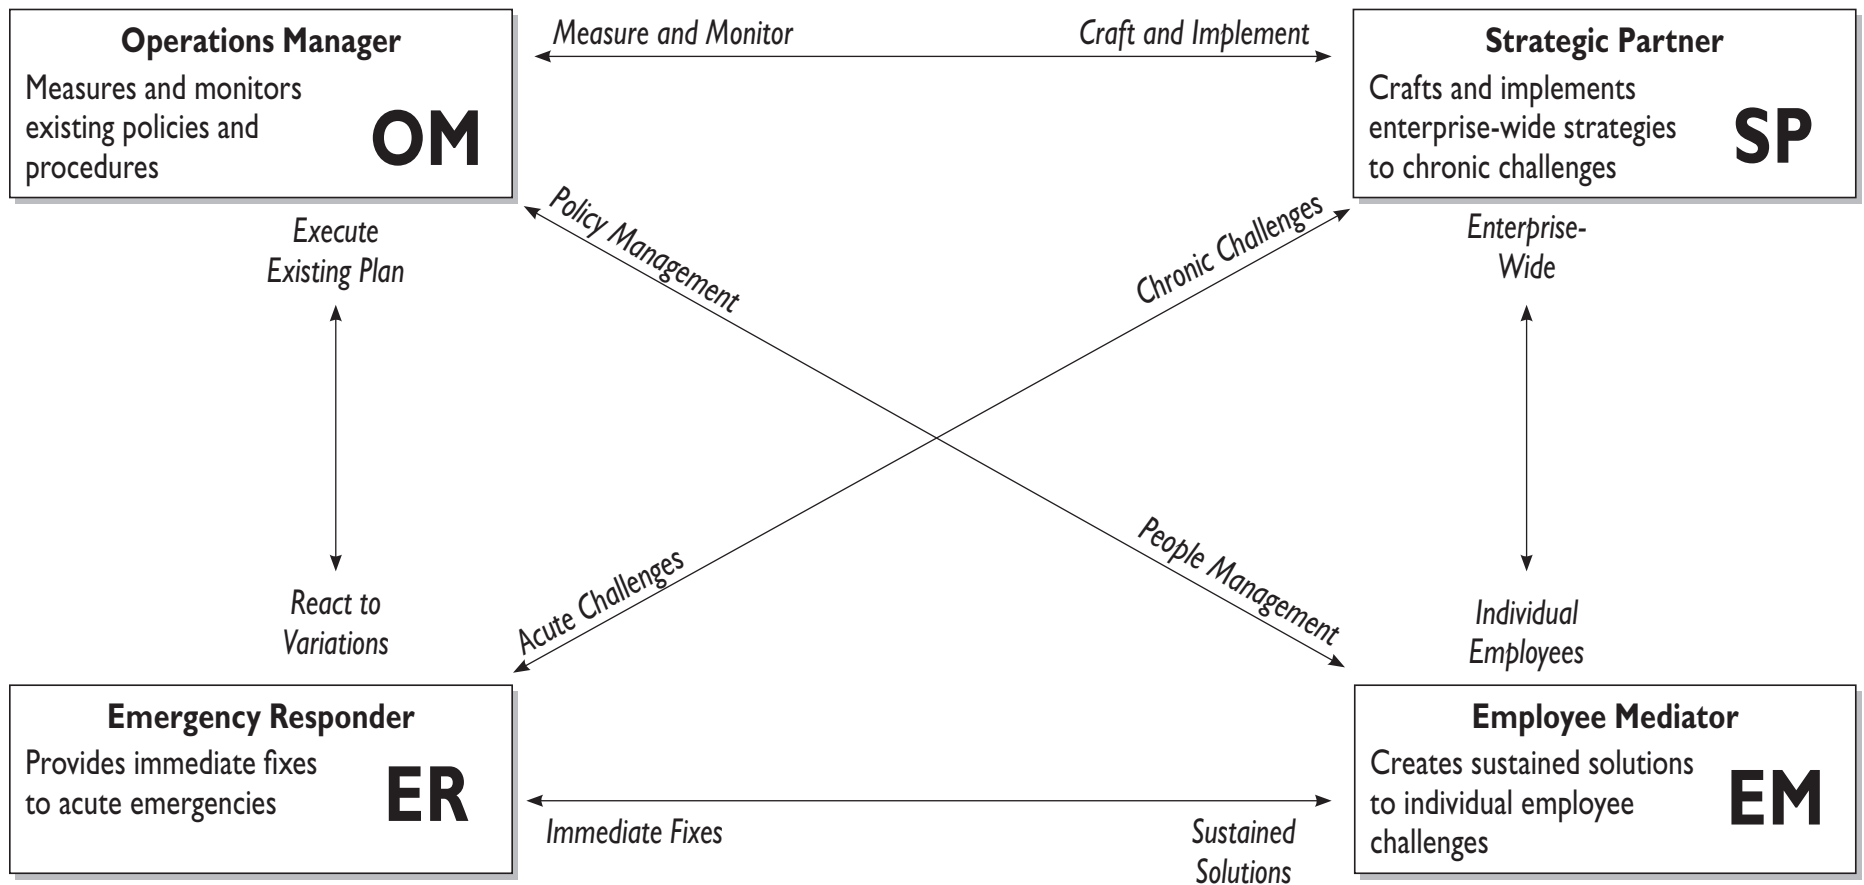 Operations Manager
Measures and monitors
existing policies and
procedures
OM
Measure and Monitor
Craft and Implement
Strategic Partner
Crafts and implements
enterprise-wide strategies
to chronic challenges
SP
Policy Management
Chronic Challenges
Execute
Existing Plan
Enterprise-
Wide
React to
Variations
Acute Challenges
People Management
Individual
Employees
Emergency Responder
Provides immediate fixes
to acute emergencies
ER
Immediate Fixes
Sustained
Solutions
Employee Mediator
Creates sustained solutions
to individual employee
challenges
EM